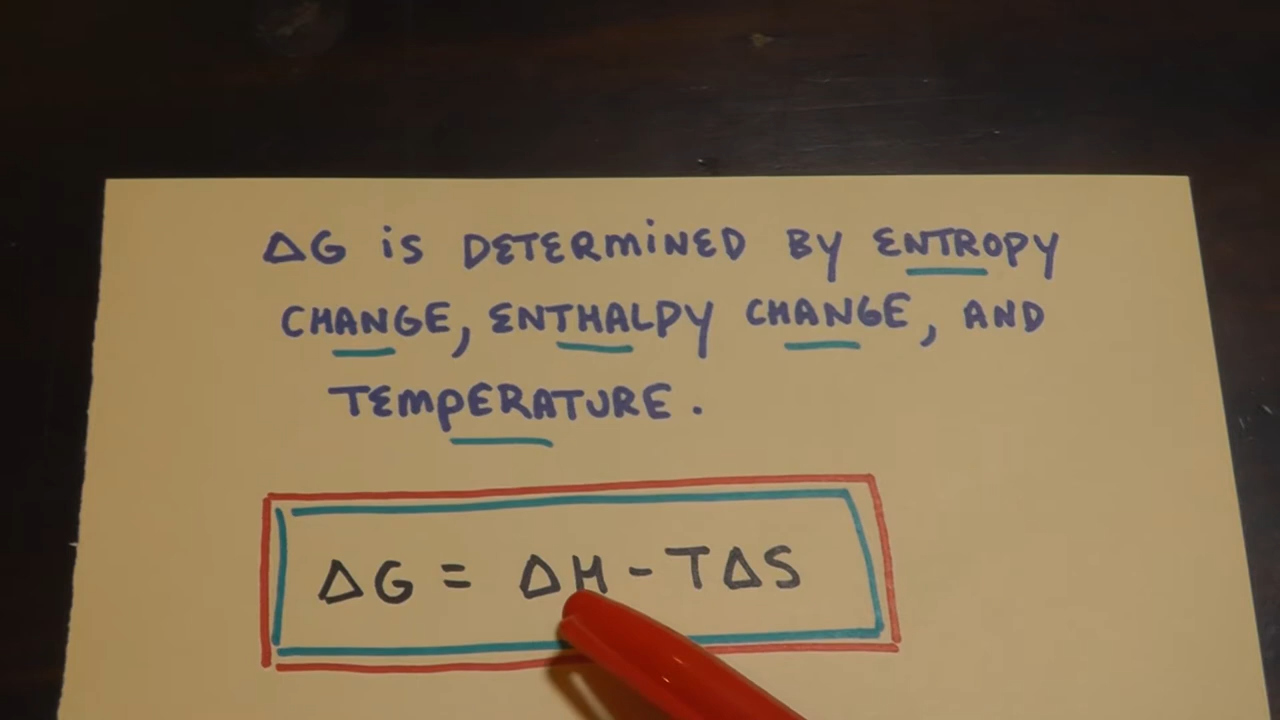 ΔG is DETERMINED BY ENTROPY
CHANGE, ENTHALPY CHANGE, AND
TEMPERATURE.
ΔG = ΔH - TΔS